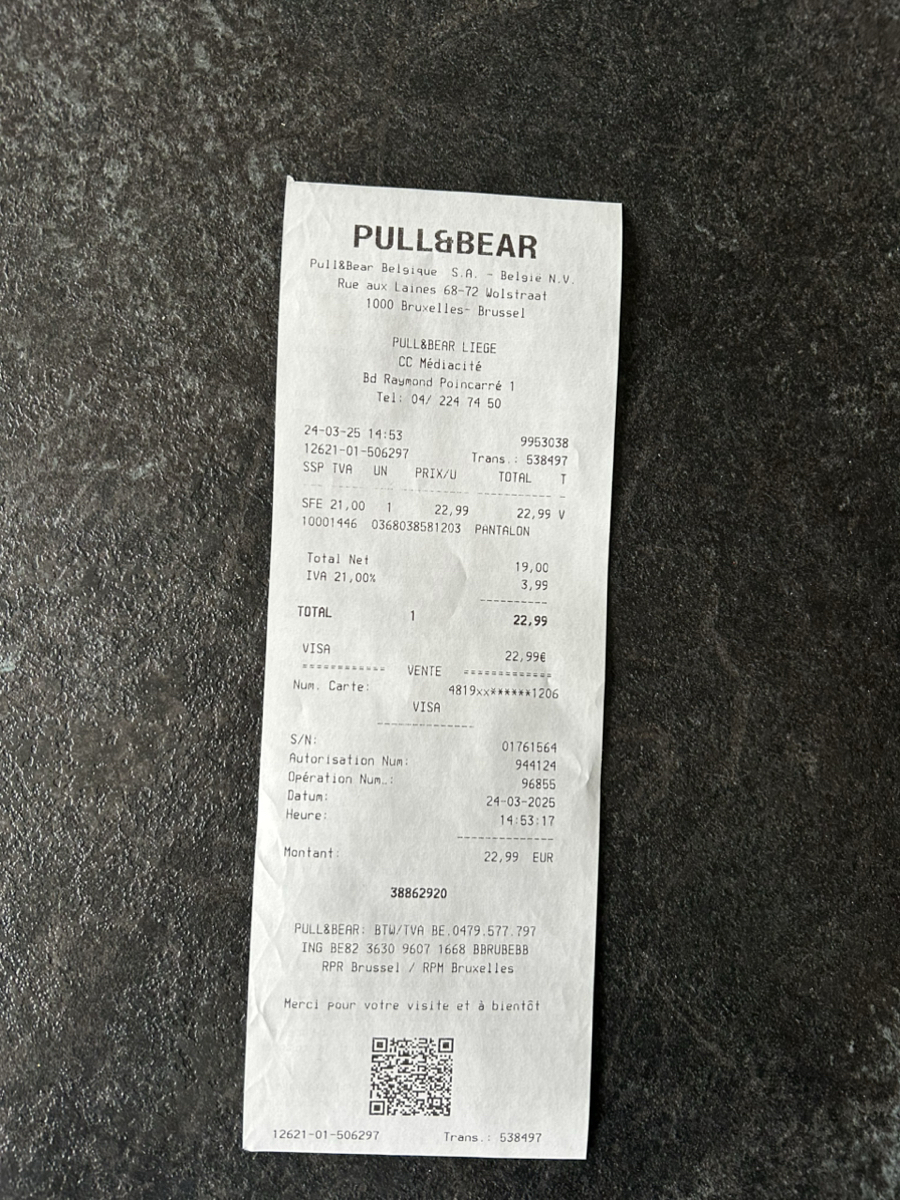 PULL&BEAR
Pull&Bear Belgique S.A. - België N.V.
Rue aux Laines 68-72 Wolstraat
1000 Bruxelles- Brussel
PULL&BEAR LIEGE
CC Médiacité
Bd Raymond Poincarré 1
Tel: 04/ 224 74 50
24-03-25 14:53 9953038
12621-01-506297 Trans.: 538497
SSP TVA UN PRIX/U TOTAL T
SFE 21,00 1 22,99 22,99 V
10001446 0368038581203 PANTALON
Total Net 19,00
IVA 21,00% 3,99
----------
TOTAL 1 22,99
VISA 22,99€
============ VENTE =============
Num. Carte: 4819xx******1206
VISA
--------------
S/N: 01761564
Autorisation Num: 944124
Opération Num.: 96855
Datum: 24-03-2025
Heure: 14:53:17
--------------
Montant: 22,99 EUR
38862920
PULL&BEAR: BTW/TVA BE.0479.577.797
ING BE82 3630 9607 1668 BBRUBEBB
RPR Brussel / RPM Bruxelles
Merci pour votre visite et à bientôt
12621-01-506297 Trans.: 538497